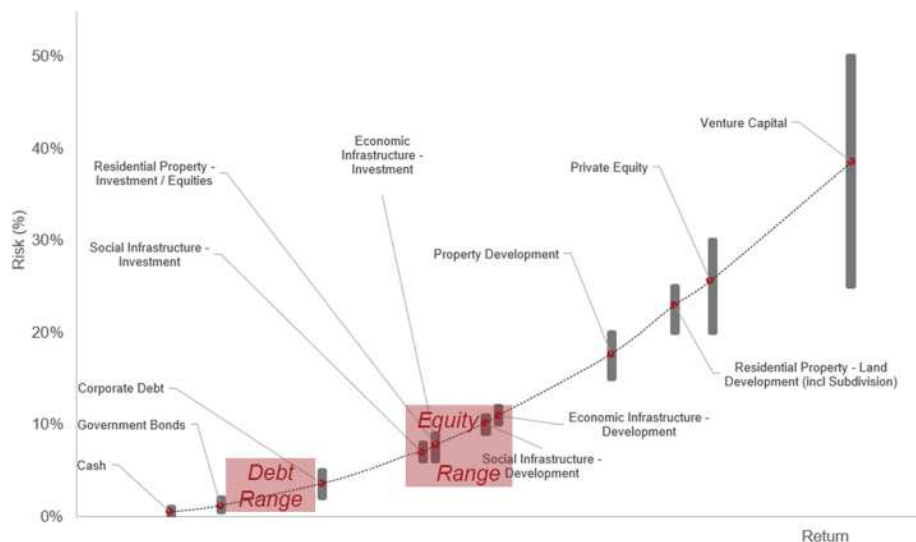 50%
40%
30%
20%
10%
0%
Risk (%)
Return
Venture Capital
Economic
Infrastructure -
Investment
Residential Property -
Investment / Equities
Private Equity
Social Infrastructure -
Investment
Property Development
Residential Property - Land
Development (incl Subdivision)
Corporate Debt
Government Bonds
Cash
Equity
Range
Economic Infrastructure -
Development
Social Infrastructure -
Development
Debt
Range